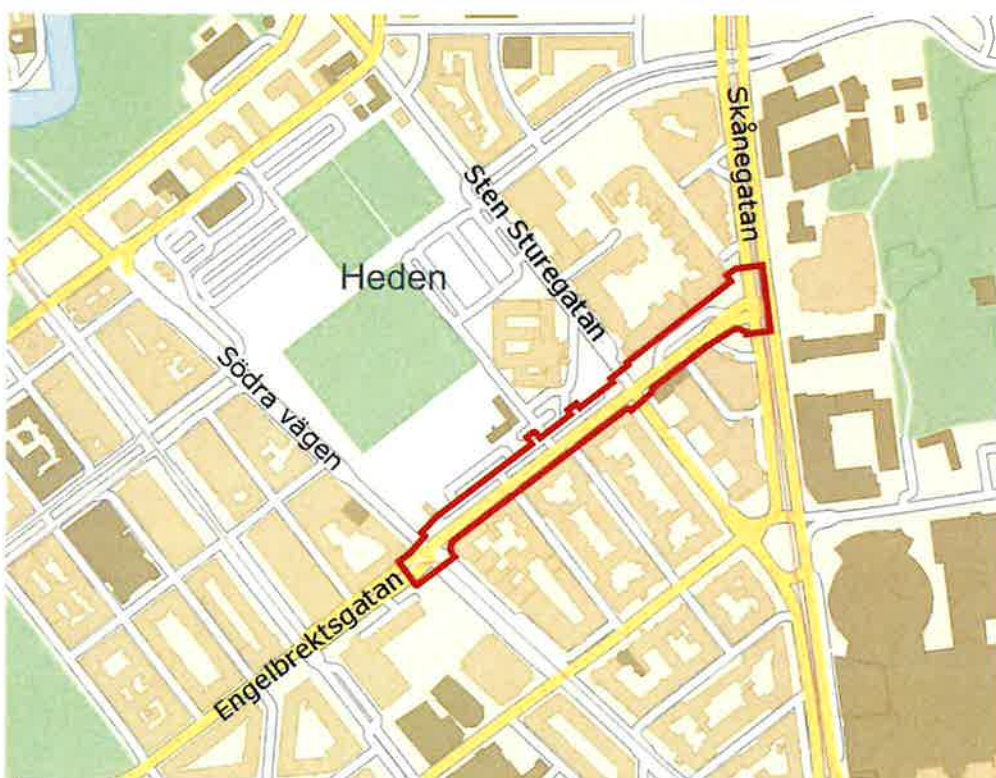 Skånegatan
Sten Sturegatan
Heden
Södra vägen
Engelbrektsgatan